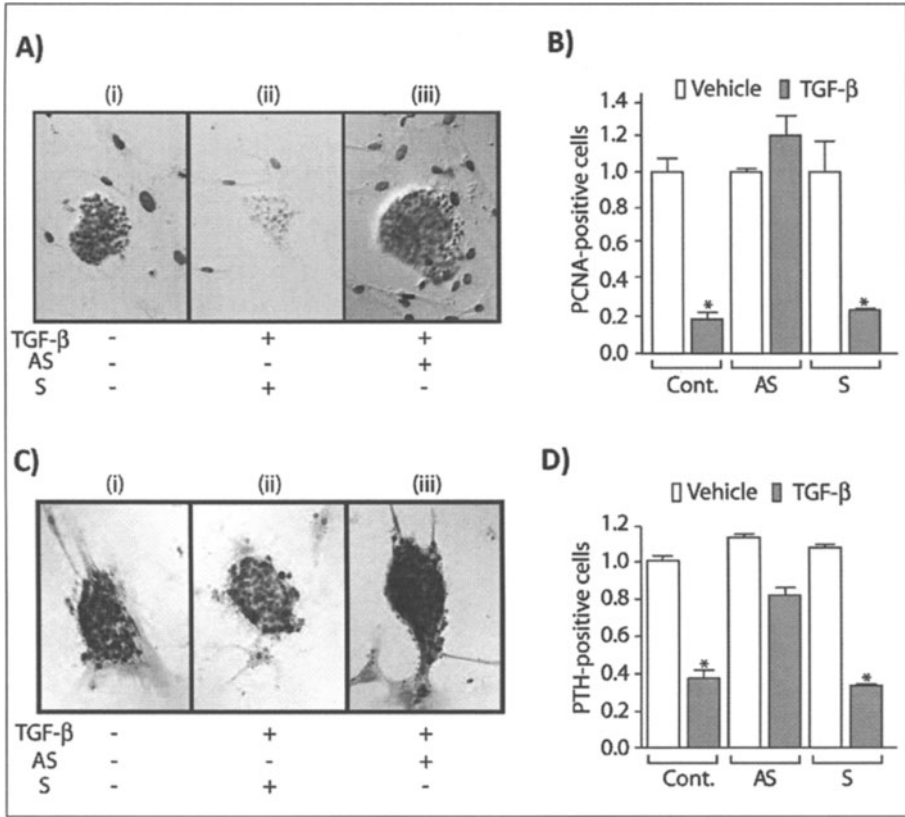 A)
(i) (ii) (iii)
TGF-β - + +
AS - - +
S - + -
B)
Vehicle TGF-β
PCNA-positive cells
1.4
1.2
1.0
0.8
0.6
0.4
0.2
0.0
* *
Cont. AS S
C)
(i) (ii) (iii)
TGF-β - + +
AS - - +
S - + -
D)
Vehicle TGF-β
PTH-positive cells
1.2
1.0
0.8
0.6
0.4
0.2
0.0
* *
Cont. AS S